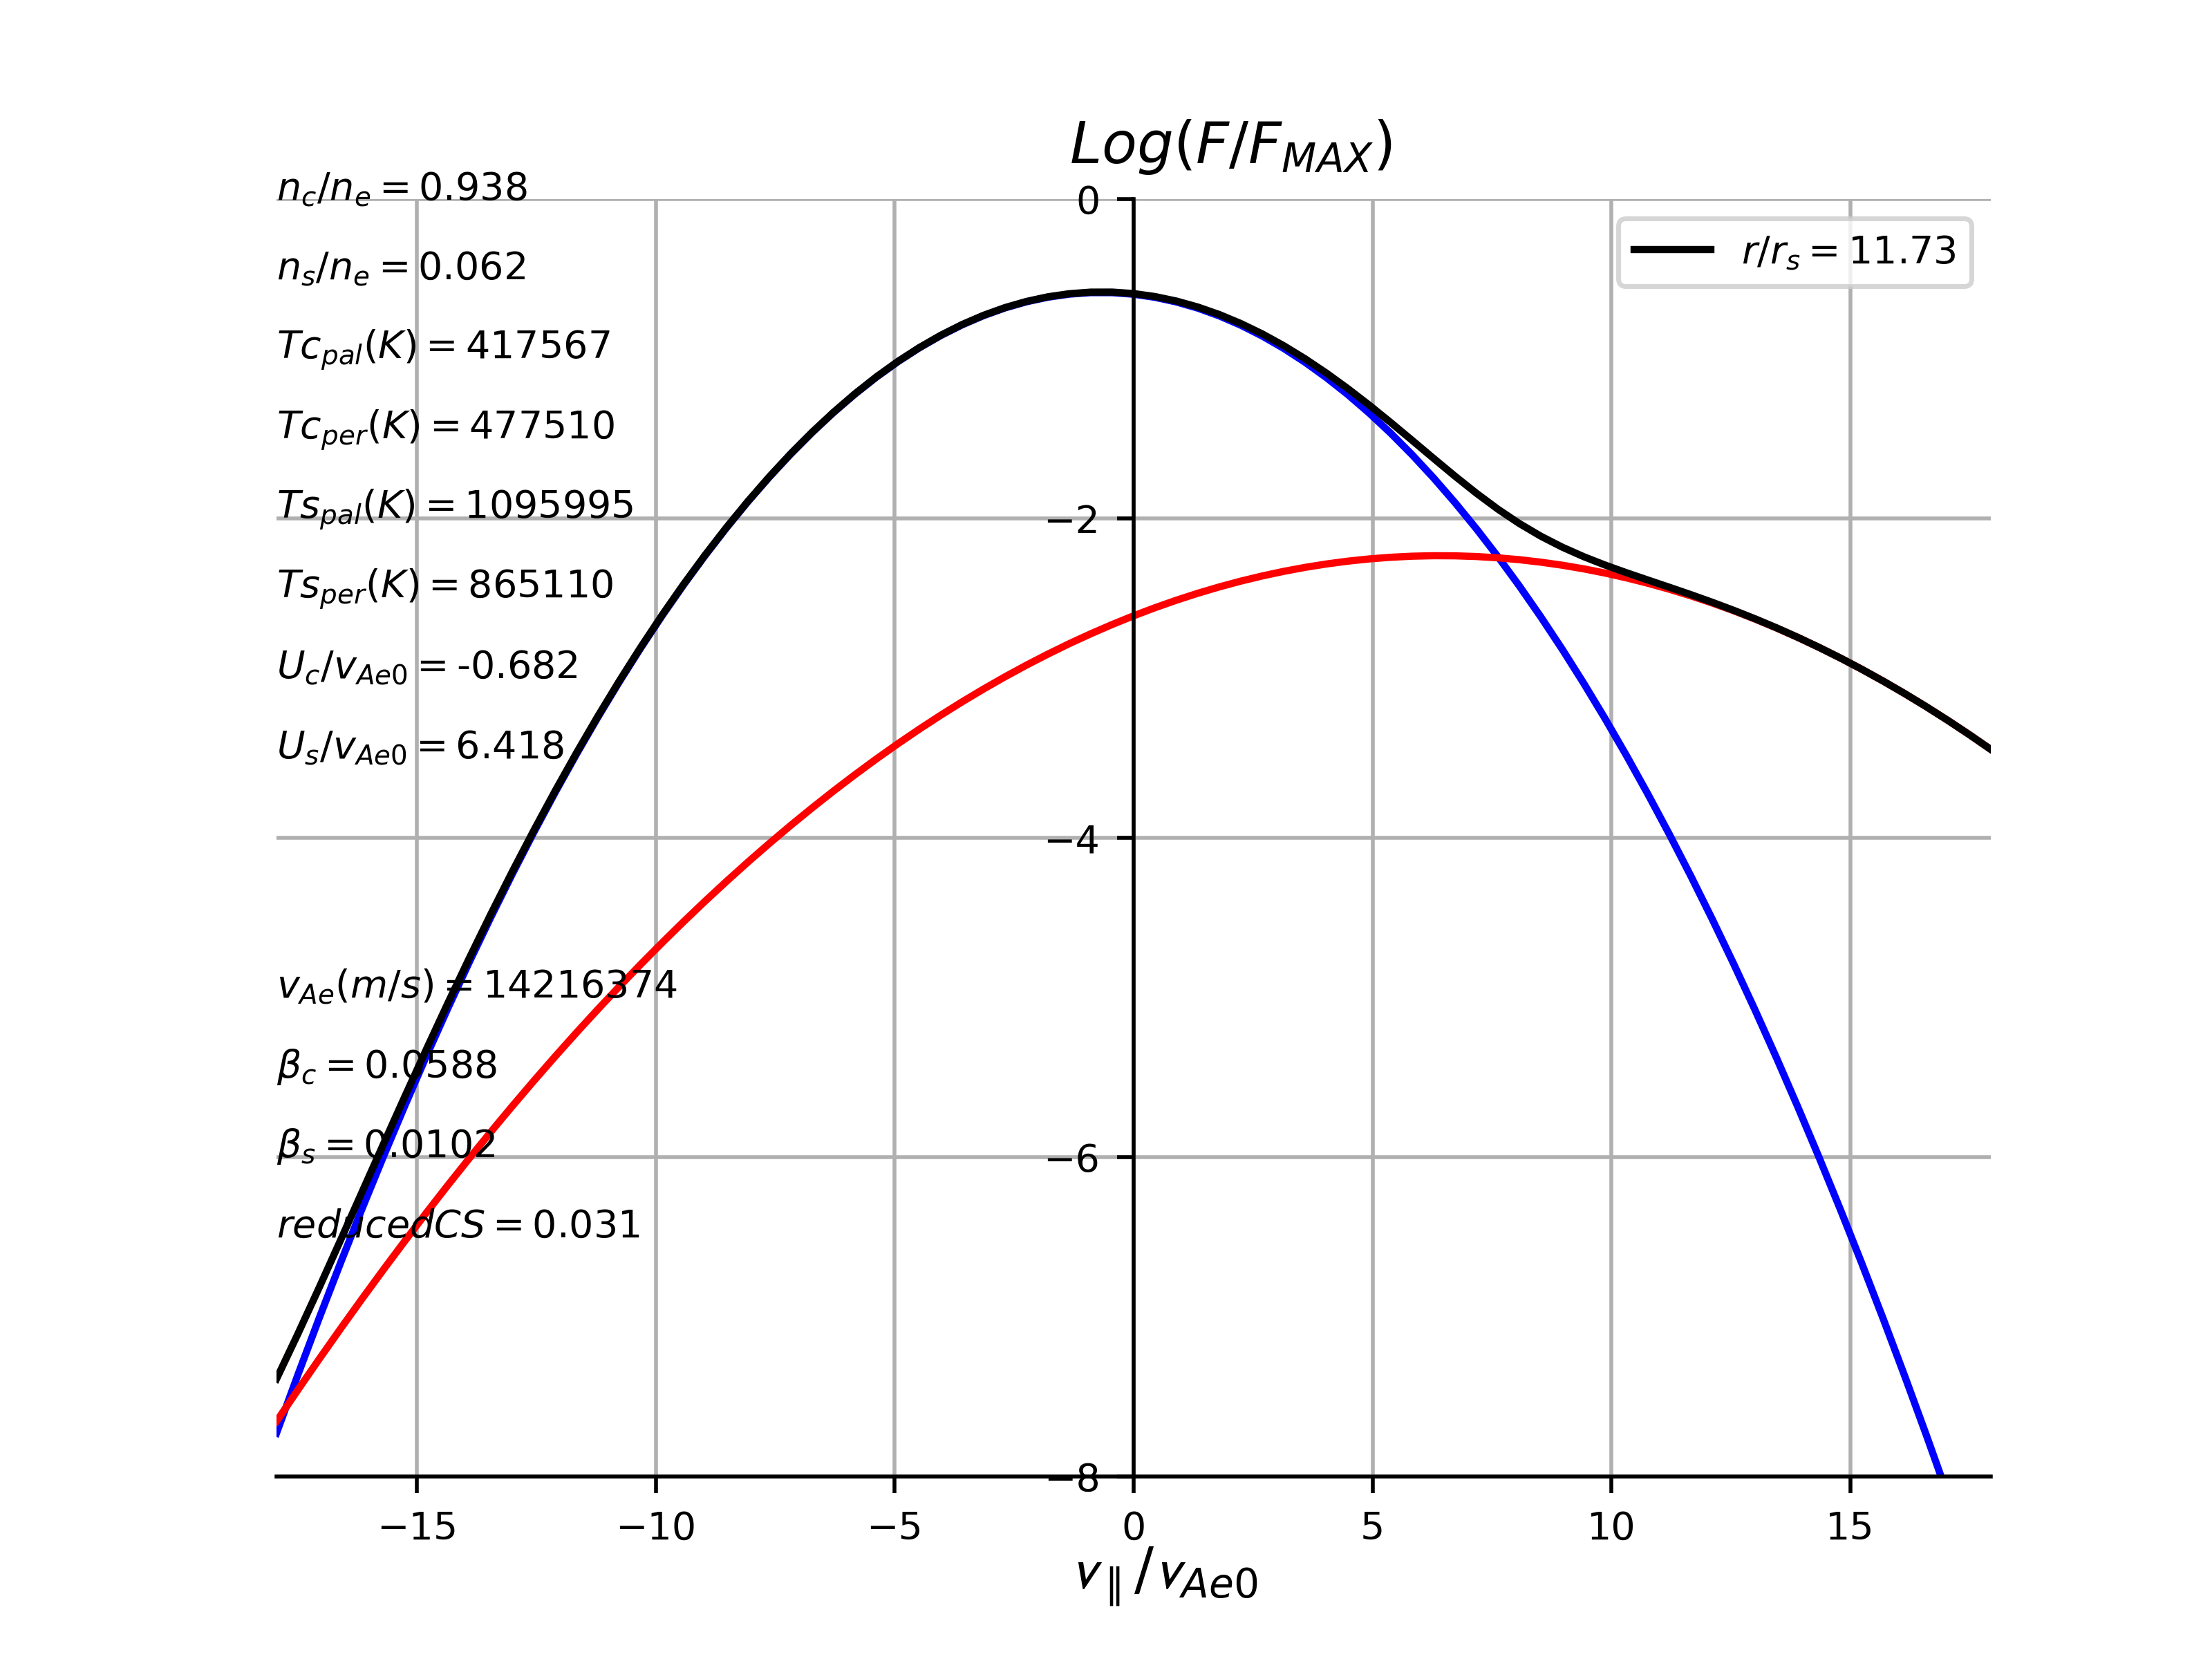 Log(F/F_MAX)
n_c/n_e = 0.938
0
r/r_s = 11.73
n_s/n_e = 0.062
Tc_pal(K) = 417567
Tc_per(K) = 477510
Ts_pal(K) = 1095995
−2
Ts_per(K) = 865110
U_c/v_Ae0 = -0.682
U_s/v_Ae0 = 6.418
−4
v_Ae(m/s) = 14216374
β_c = 0.0588
β_s = 0.0102
−6
reducedCS = 0.031
−8
−15 −10 −5 0 5 10 15
v_∥/v_Ae0